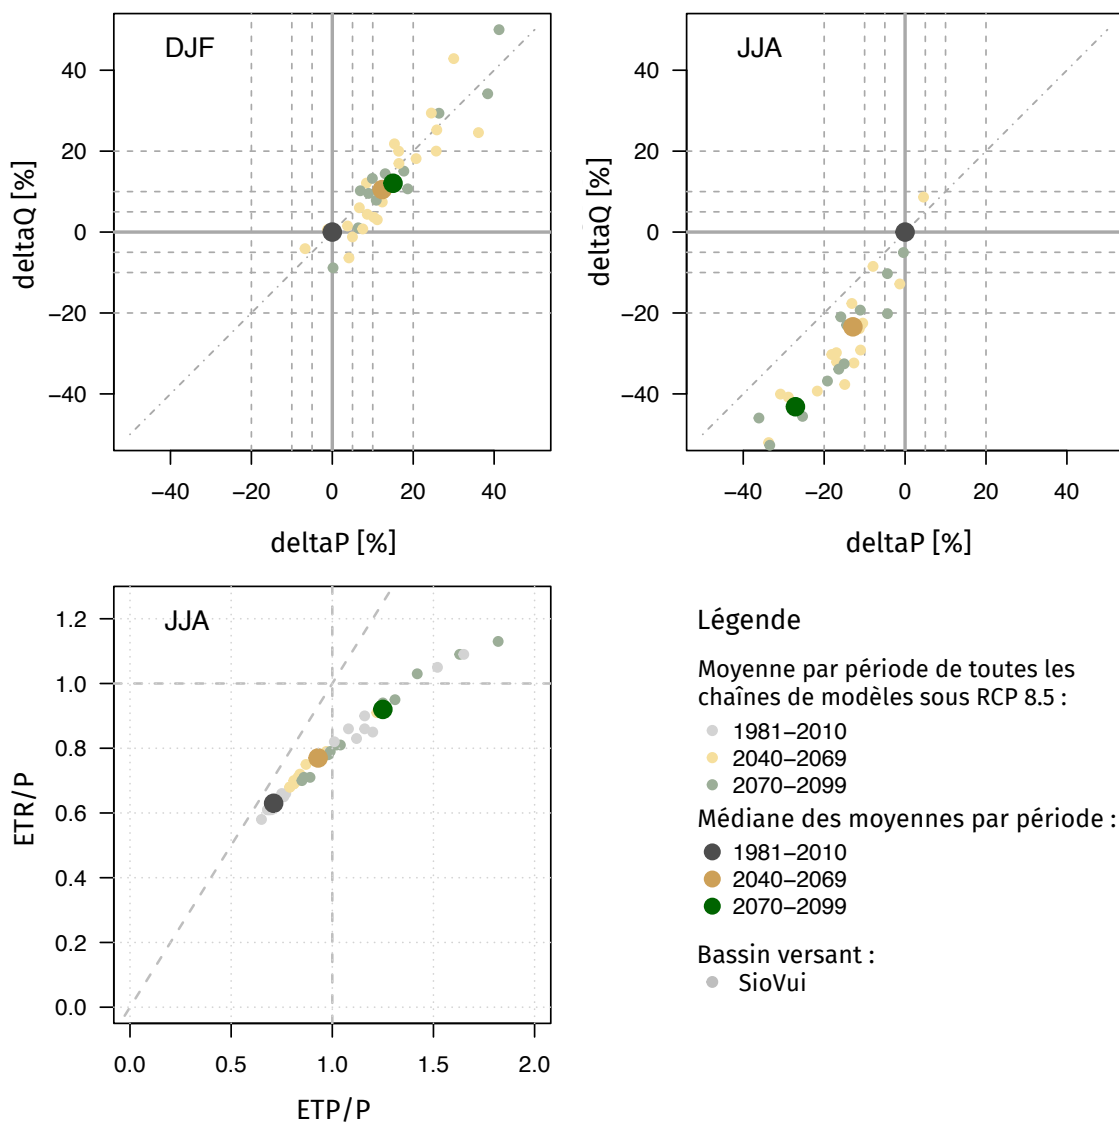 DJF
deltaQ [%]
40
20
0
−20
−40
−40 −20 0 20 40
deltaP [%]
JJA
deltaQ [%]
40
20
0
−20
−40
−40 −20 0 20 40
deltaP [%]
JJA
ETR/P
1.2
1.0
0.8
0.6
0.4
0.2
0.0
0.0 0.5 1.0 1.5 2.0
ETP/P
Légende
Moyenne par période de toutes les
chaînes de modèles sous RCP 8.5 :
1981−2010
2040−2069
2070−2099
Médiane des moyennes par période :
1981−2010
2040−2069
2070−2099
Bassin versant :
SioVui